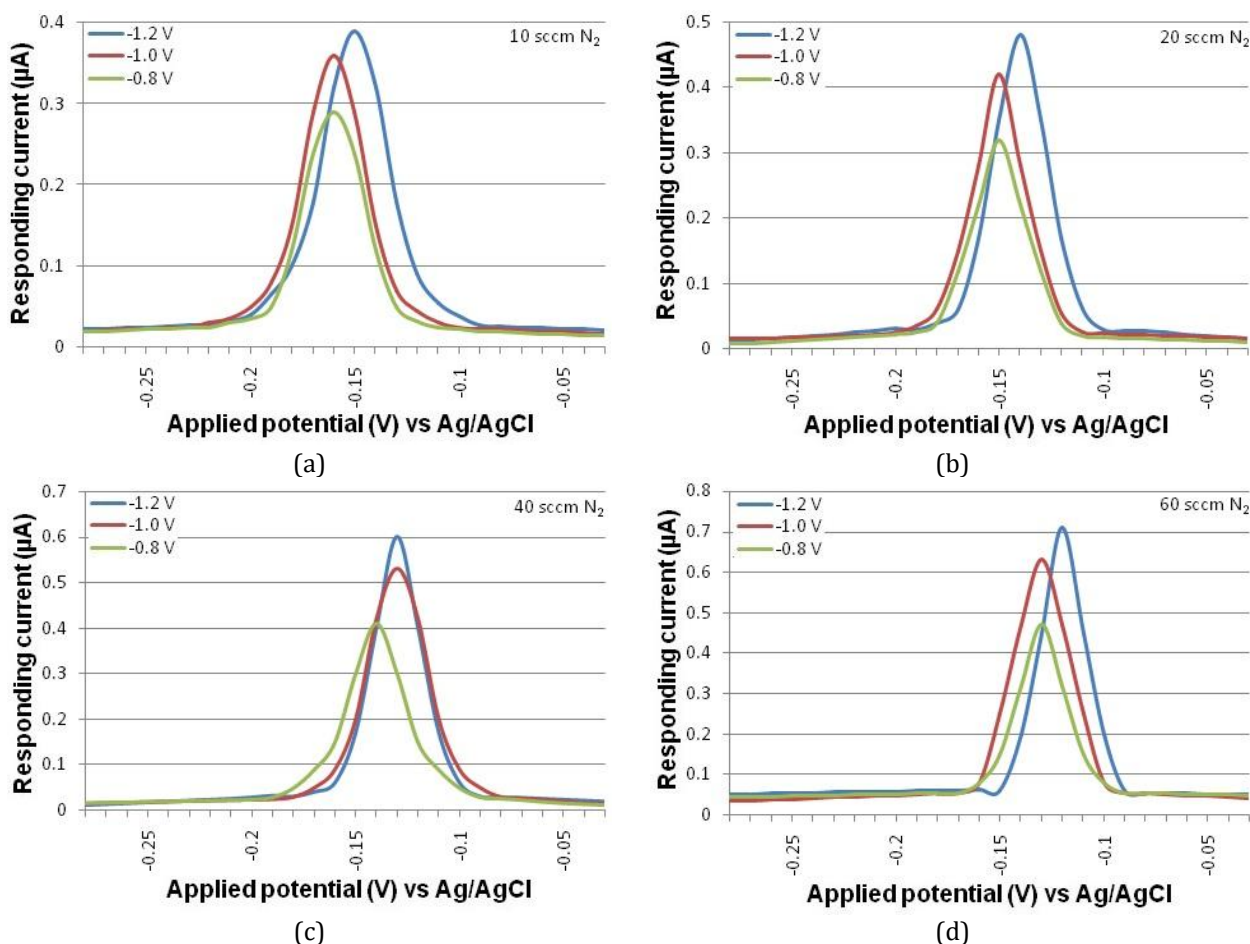 0.4
0.3
0.2
0.1
0
-1.2 V
-1.0 V
-0.8 V
10 sccm N₂
Responding current (µA)
-0.25
-0.2
-0.15
-0.1
-0.05
Applied potential (V) vs Ag/AgCl
(a)
0.5
0.4
0.3
0.2
0.1
0
-1.2 V
-1.0 V
-0.8 V
20 sccm N₂
Responding current (µA)
-0.25
-0.2
-0.15
-0.1
-0.05
Applied potential (V) vs Ag/AgCl
(b)
0.7
0.6
0.5
0.4
0.3
0.2
0.1
0
-1.2 V
-1.0 V
-0.8 V
40 sccm N₂
Responding current (µA)
-0.25
-0.2
-0.15
-0.1
-0.05
Applied potential (V) vs Ag/AgCl
(c)
0.8
0.7
0.6
0.5
0.4
0.3
0.2
0.1
0
-1.2 V
-1.0 V
-0.8 V
60 sccm N₂
Responding current (µA)
-0.25
-0.2
-0.15
-0.1
-0.05
Applied potential (V) vs Ag/AgCl
(d)